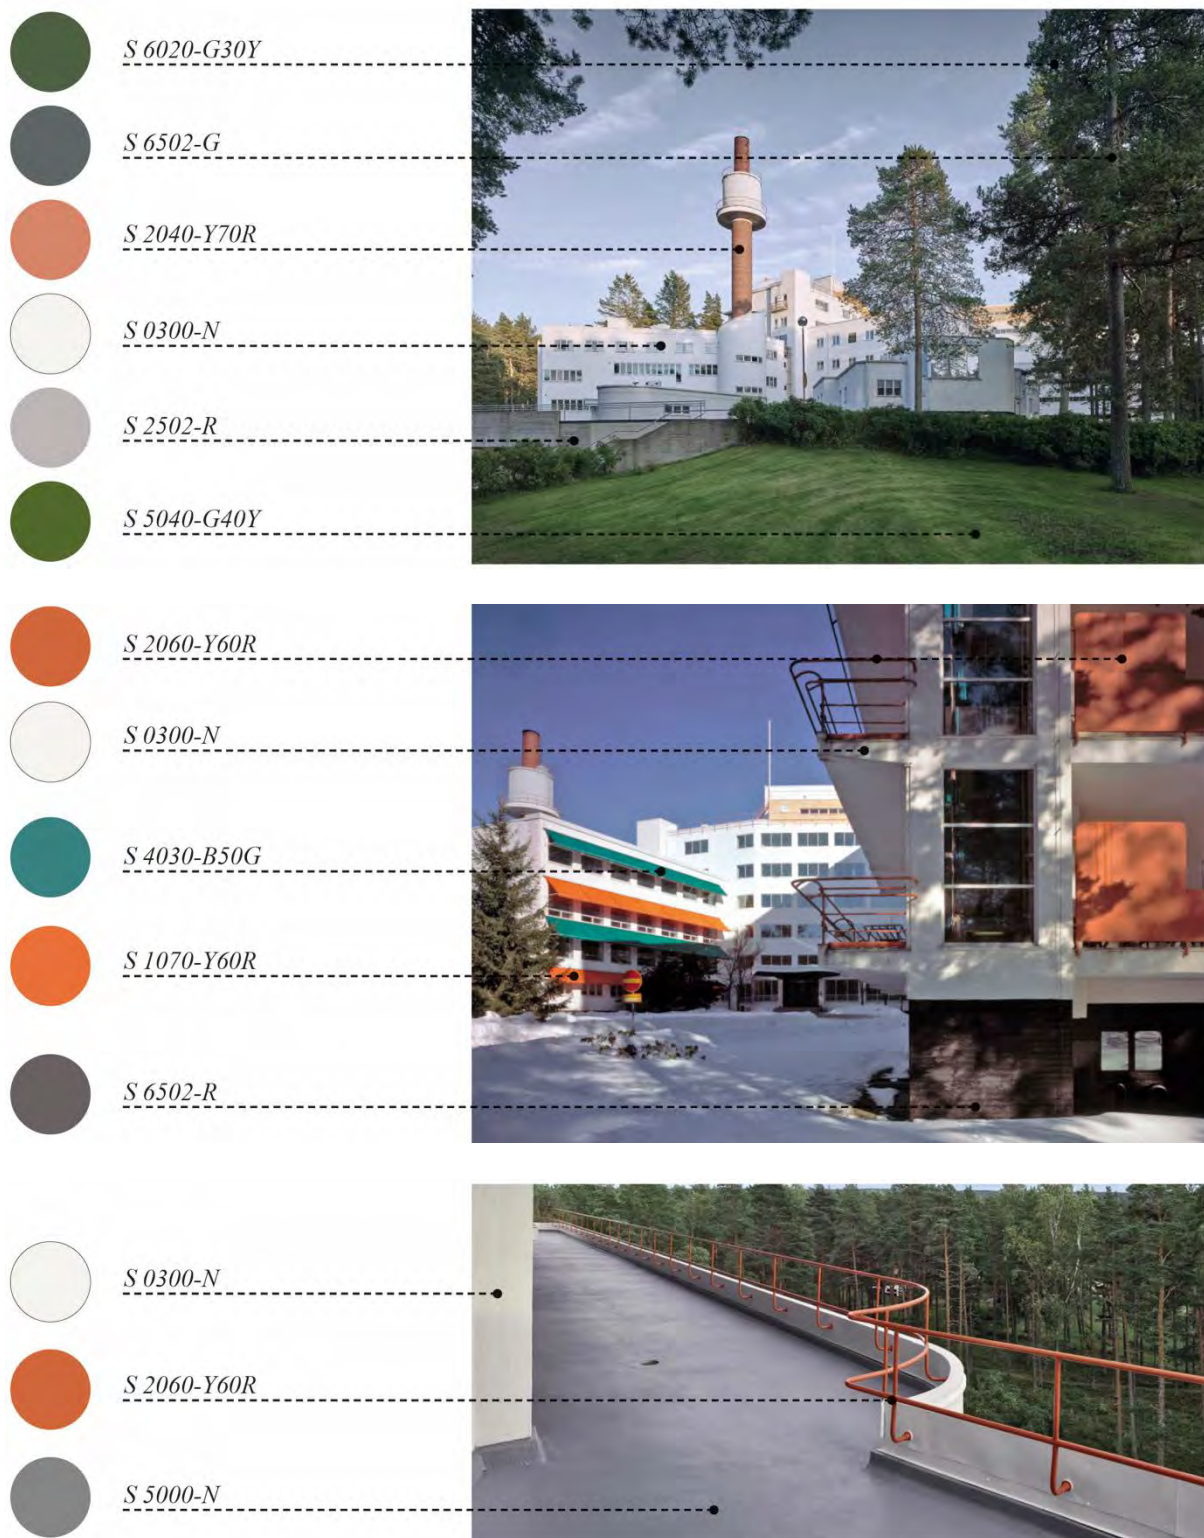 S 6020-G30Y
S 6502-G
S 2040-Y70R
S 0300-N
S 2502-R
S 5040-G40Y
S 2060-Y60R
S 0300-N
S 4030-B50G
S 1070-Y60R
S 6502-R
S 0300-N
S 2060-Y60R
S 5000-N